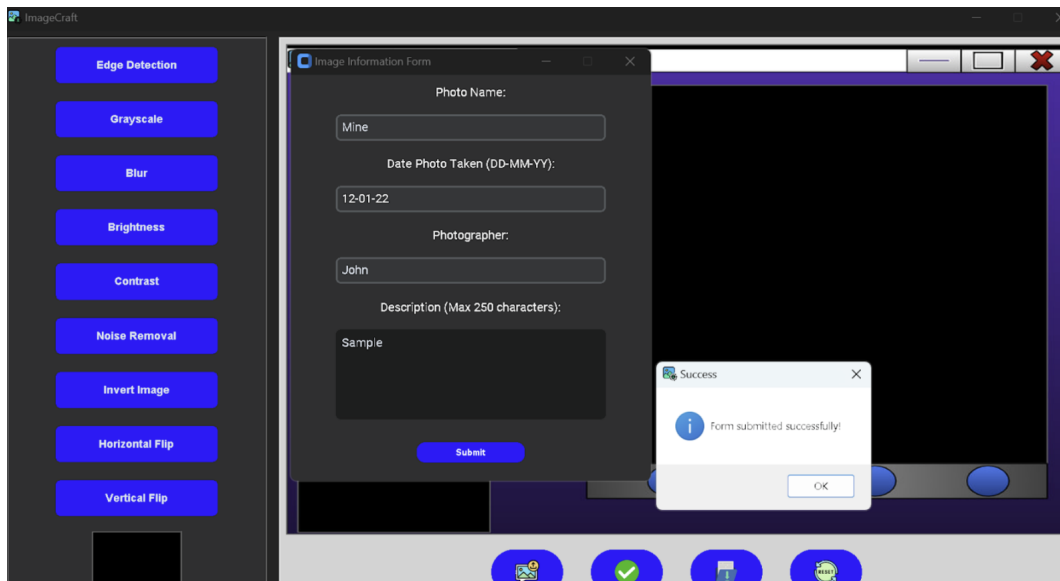 ImageCraft
Edge Detection
Grayscale
Blur
Brightness
Contrast
Noise Removal
Invert Image
Horizontal Flip
Vertical Flip
Image Information Form
Photo Name:
Mine
Date Photo Taken (DD-MM-YY):
12-01-22
Photographer:
John
Description (Max 250 characters):
Sample
Submit
Success
Form submitted successfully!
OK
RESET